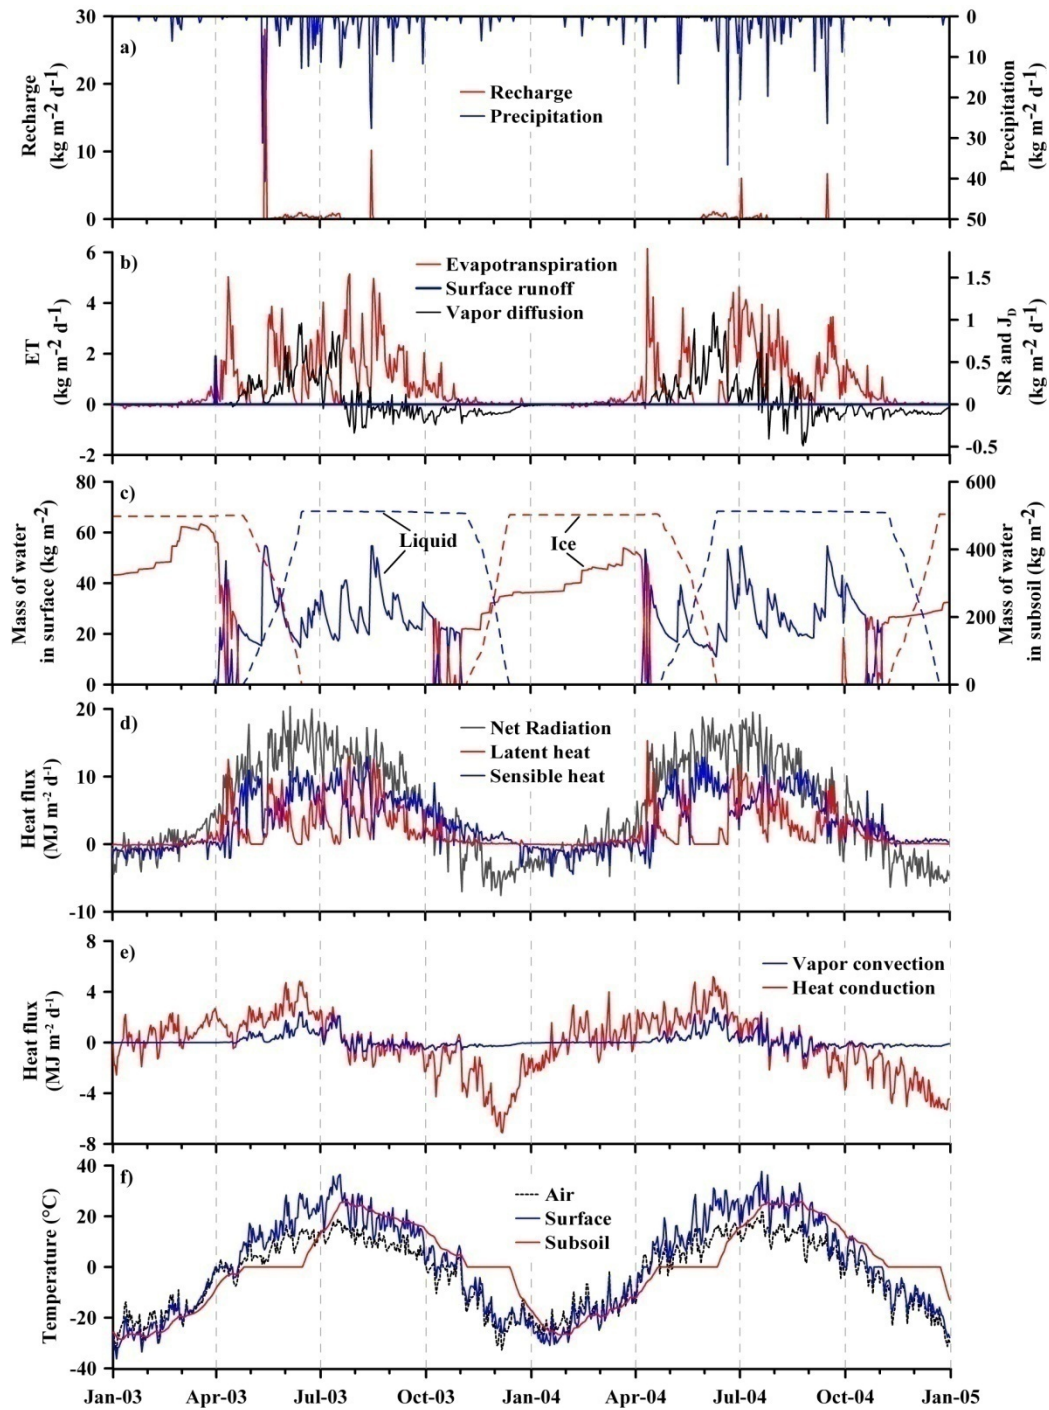 a)
Recharge
(kg m-2 d-1)
30
20
10
0
Recharge
Precipitation
0
10
20
30
40
50
Precipitation
(kg m-2 d-1)
b)
ET
(kg m-2 d-1)
6
4
2
0
-2
Evapotranspiration
Surface runoff
Vapor diffusion
1.5
1
0.5
0
-0.5
SR and JD
(kg m-2 d-1)
c)
Mass of water
in surface (kg m-2)
80
60
40
20
0
Liquid
Ice
600
400
200
0
Mass of water
in subsoil (kg m-2)
d)
Heat flux
(MJ m-2 d-1)
20
10
0
-10
Net Radiation
Latent heat
Sensible heat
e)
Heat flux
(MJ m-2 d-1)
8
4
0
-4
-8
Vapor convection
Heat conduction
f)
Temperature (°C)
40
20
0
-20
-40
Air
Surface
Subsoil
Jan-03 Apr-03 Jul-03 Oct-03 Jan-04 Apr-04 Jul-04 Oct-04 Jan-05